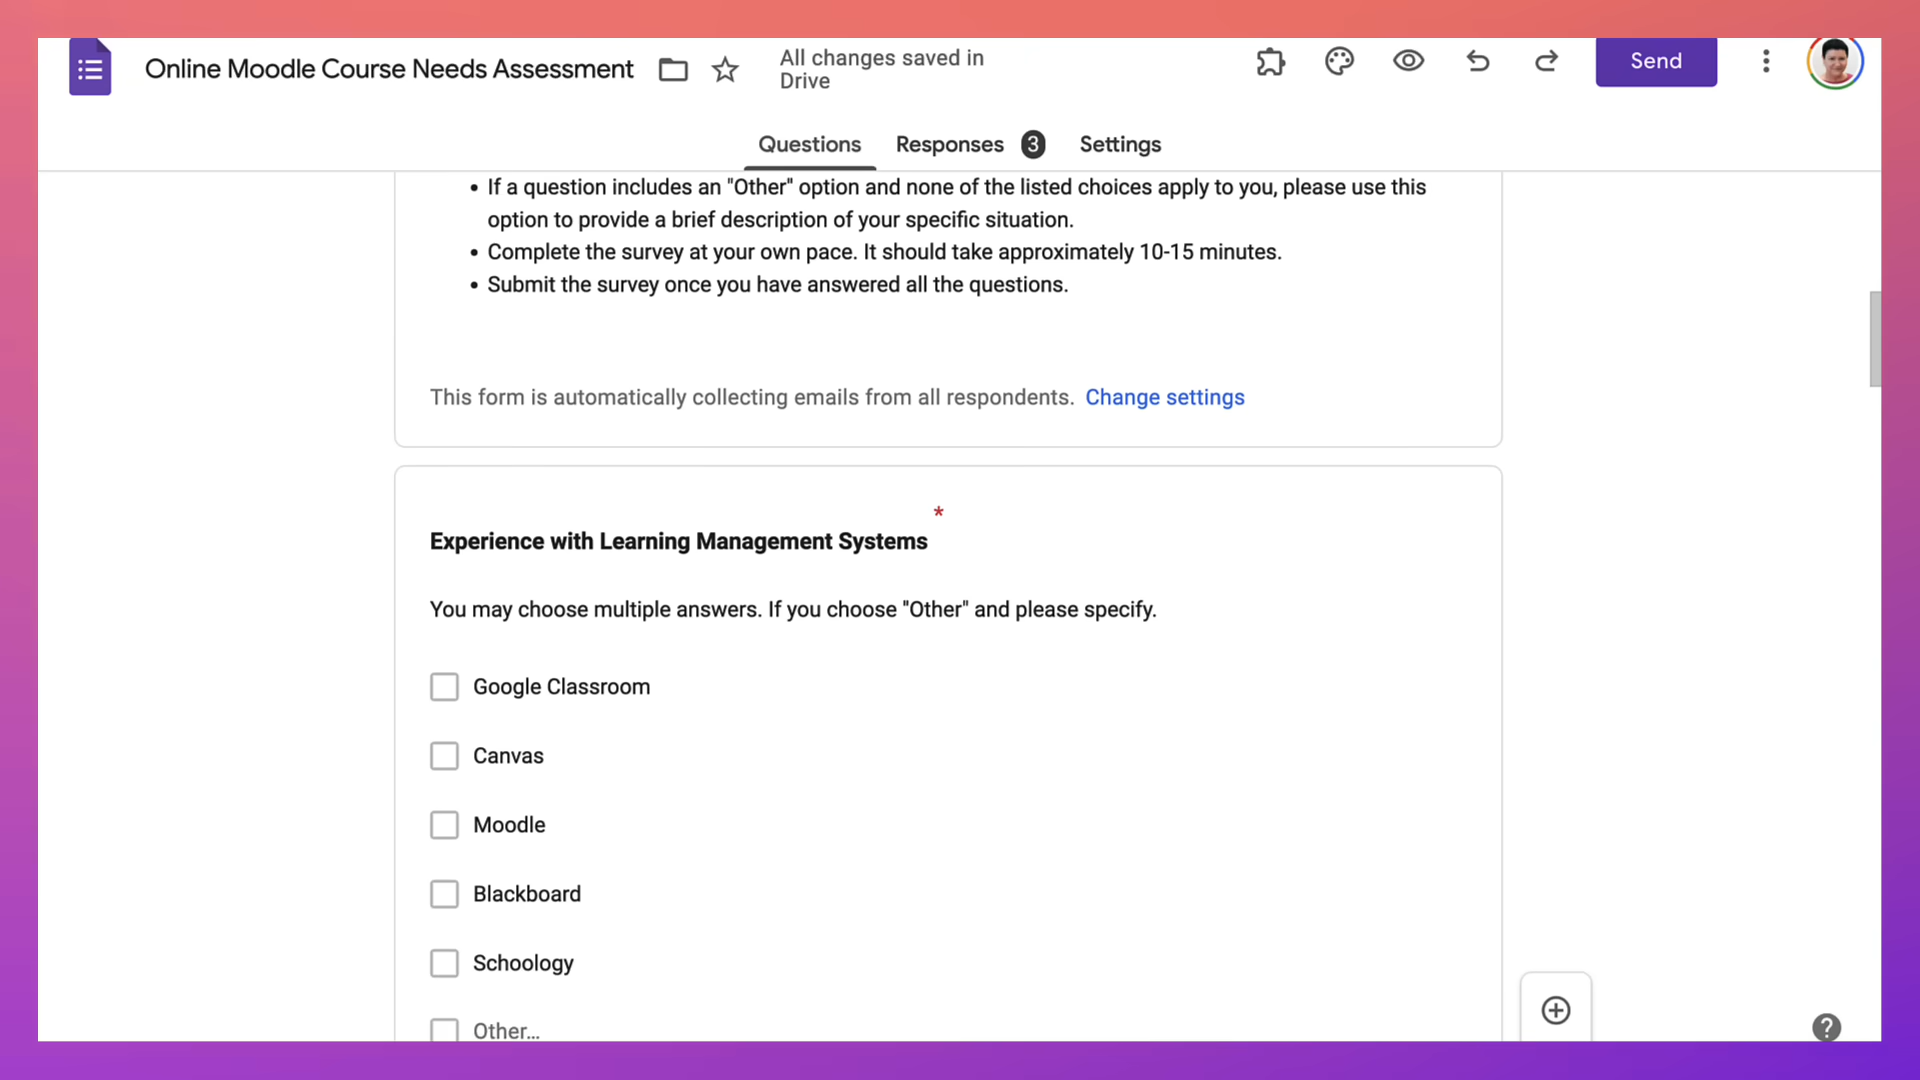 Online Moodle Course Needs Assessment
All changes saved in
Drive
Send
Questions
Responses 3
Settings
• If a question includes an "Other" option and none of the listed choices apply to you, please use this
option to provide a brief description of your specific situation.
• Complete the survey at your own pace. It should take approximately 10-15 minutes.
• Submit the survey once you have answered all the questions.
This form is automatically collecting emails from all respondents. Change settings
*
Experience with Learning Management Systems
You may choose multiple answers. If you choose "Other" and please specify.
Google Classroom
Canvas
Moodle
Blackboard
Schoology
Other...